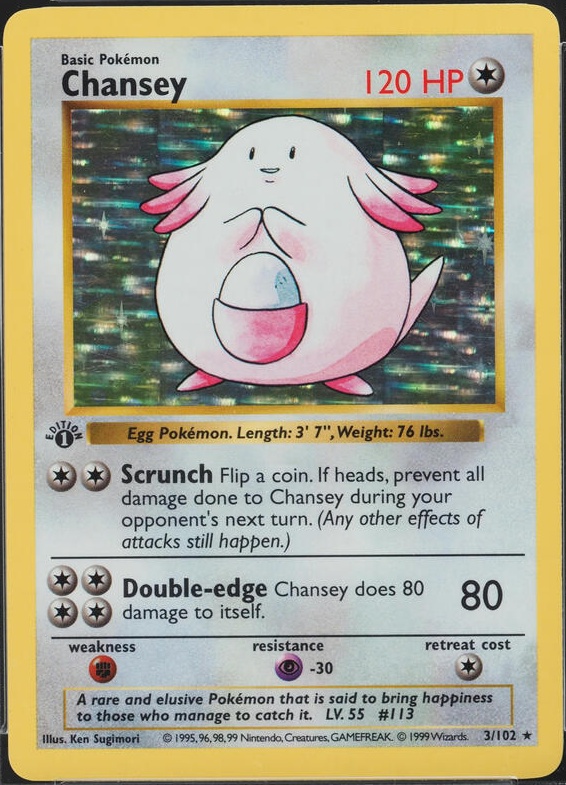 Basic Pokémon
Chansey
120 HP
EDITION
1
Egg Pokémon. Length: 3' 7", Weight: 76 lbs.
Scrunch Flip a coin. If heads, prevent all
damage done to Chansey during your
opponent's next turn. (Any other effects of
attacks still happen.)
Double-edge Chansey does 80
damage to itself.
80
weakness
resistance
retreat cost
-30
A rare and elusive Pokémon that is said to bring happiness
to those who manage to catch it. LV. 55 #113
Illus. Ken Sugimori © 1995, 96, 98, 99 Nintendo, Creatures, GAMEFREAK. © 1999 Wizards. 3/102 ★